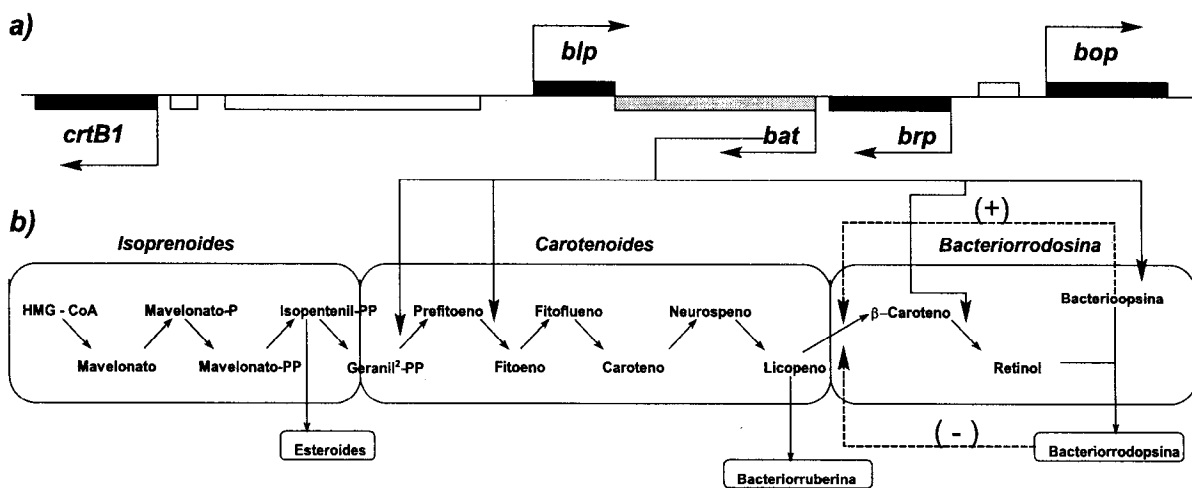 a)
blp
bop
crtB1
bat
brp
b)
(+)
Isoprenoides
Carotenoides
Bacteriorrodosina
HMG - CoA
Mavelonato-P
Isopentenil-PP
Prefitoeno
Fitoflueno
Neurospeno
β-Caroteno
Bacterioopsina
Mavelonato
Mavelonato-PP
Geranil²-PP
Fitoeno
Caroteno
Licopeno
Retinol
(-)
Esteroides
Bacteriorruberina
Bacteriorrodopsina